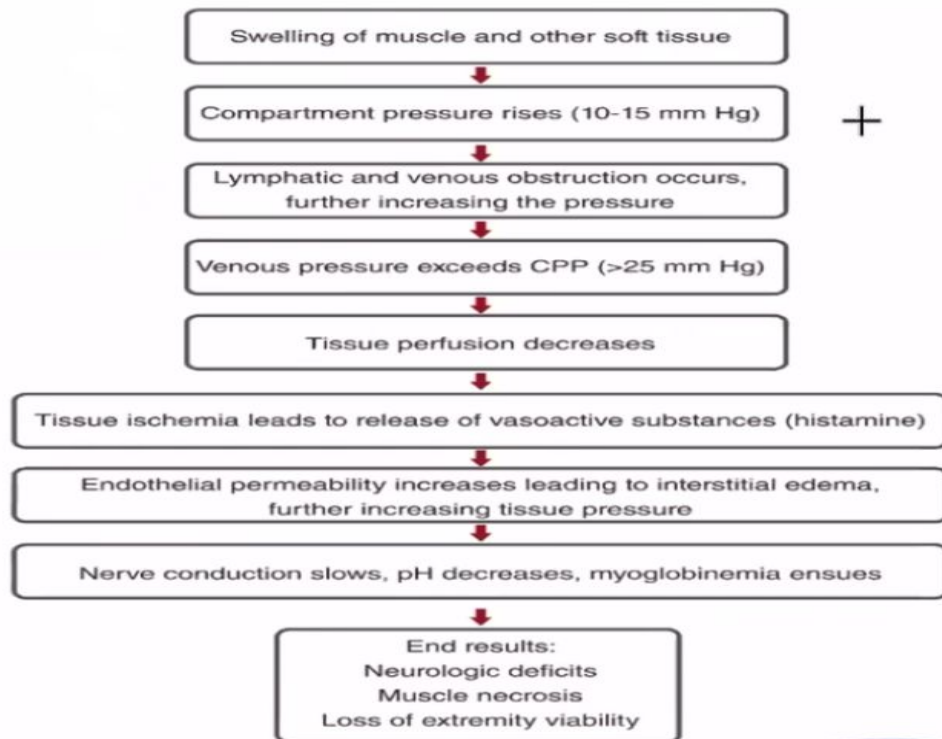 Swelling of muscle and other soft tissue
Compartment pressure rises (10-15 mm Hg)
Lymphatic and venous obstruction occurs,
further increasing the pressure
Venous pressure exceeds CPP (>25 mm Hg)
Tissue perfusion decreases
Tissue ischemia leads to release of vasoactive substances (histamine)
Endothelial permeability increases leading to interstitial edema,
further increasing tissue pressure
Nerve conduction slows, pH decreases, myoglobinemia ensues
End results:
Neurologic deficits
Muscle necrosis
Loss of extremity viability